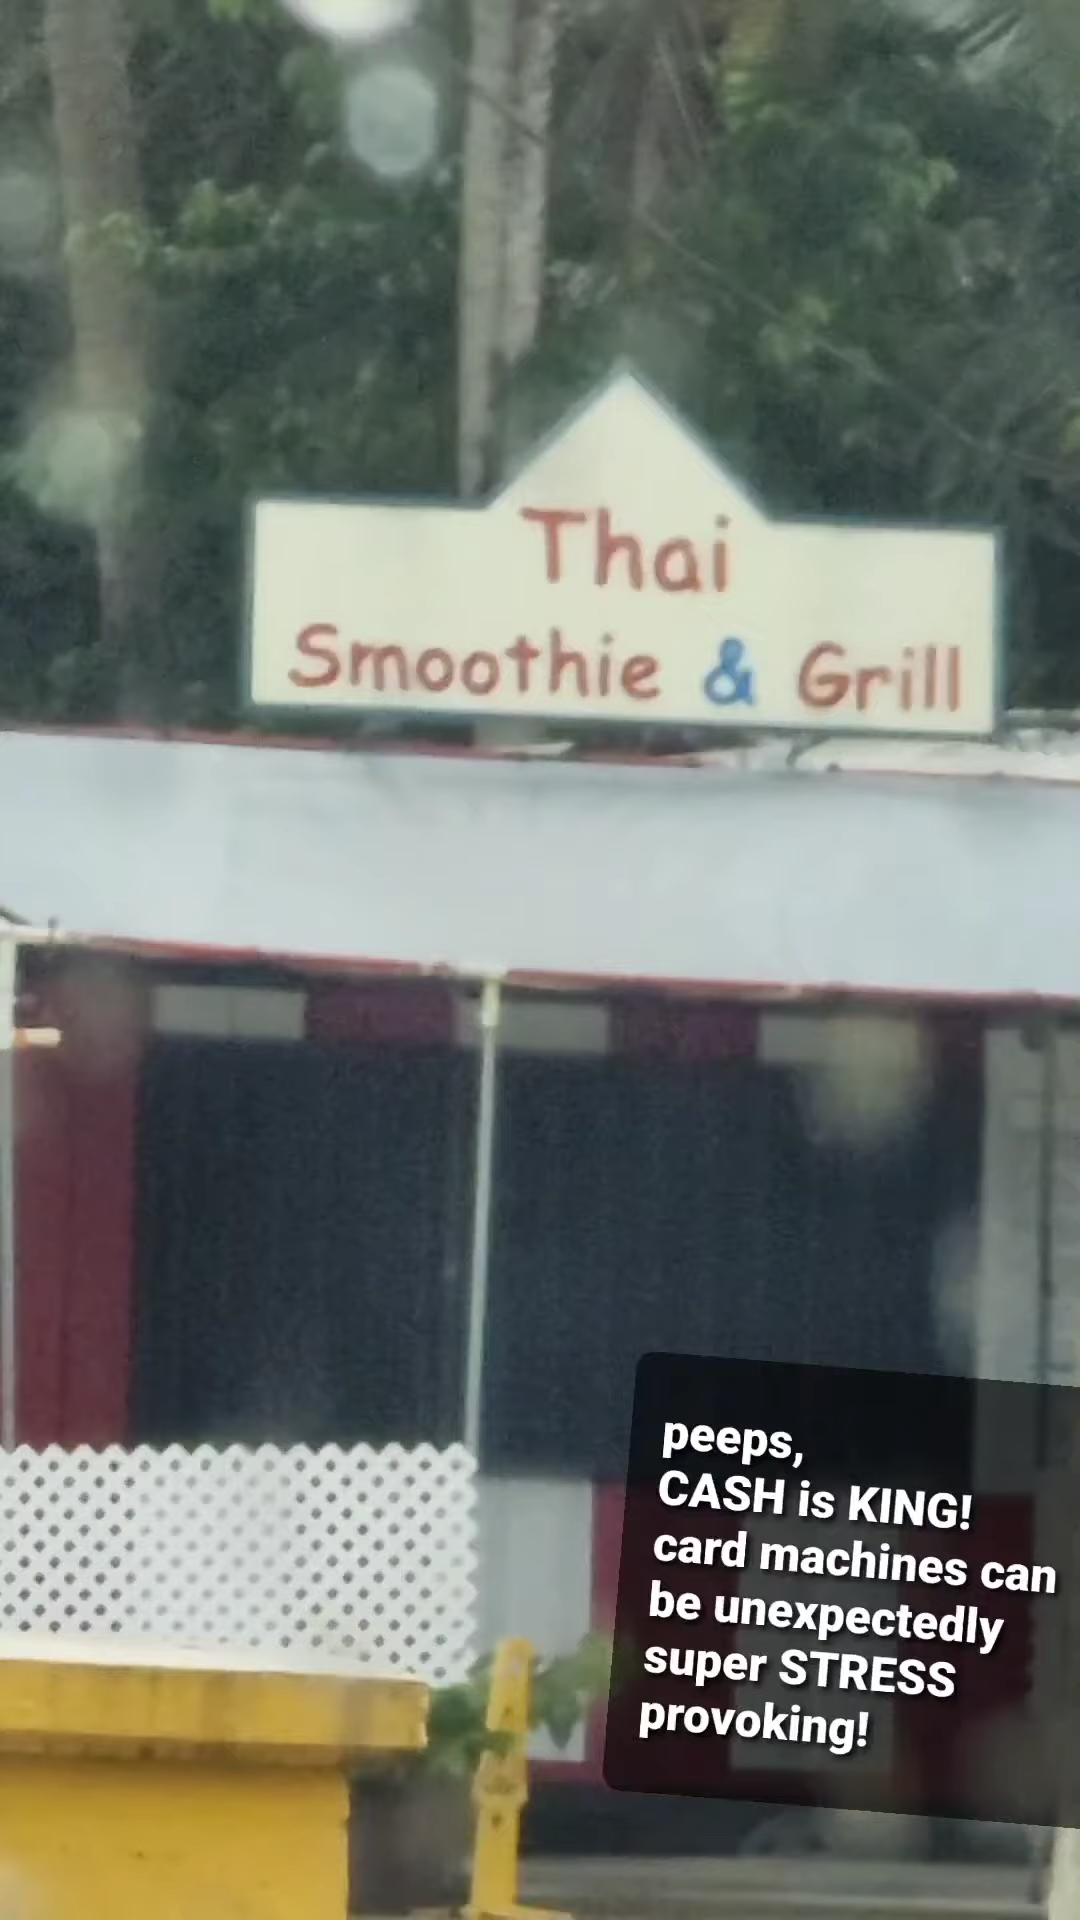 Thai
Smoothie & Grill
peeps,
CASH is KING!
card machines can
be unexpectedly
super STRESS
provoking!